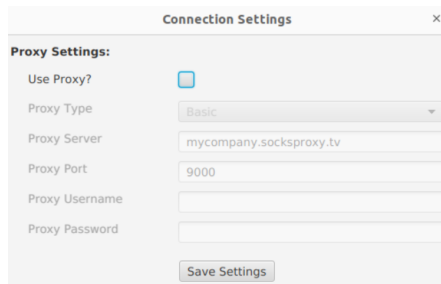 Connection Settings
Proxy Settings:
Use Proxy?
Proxy Type Basic
Proxy Server mycompany.socksproxy.tv
Proxy Port 9000
Proxy Username
Proxy Password
Save Settings